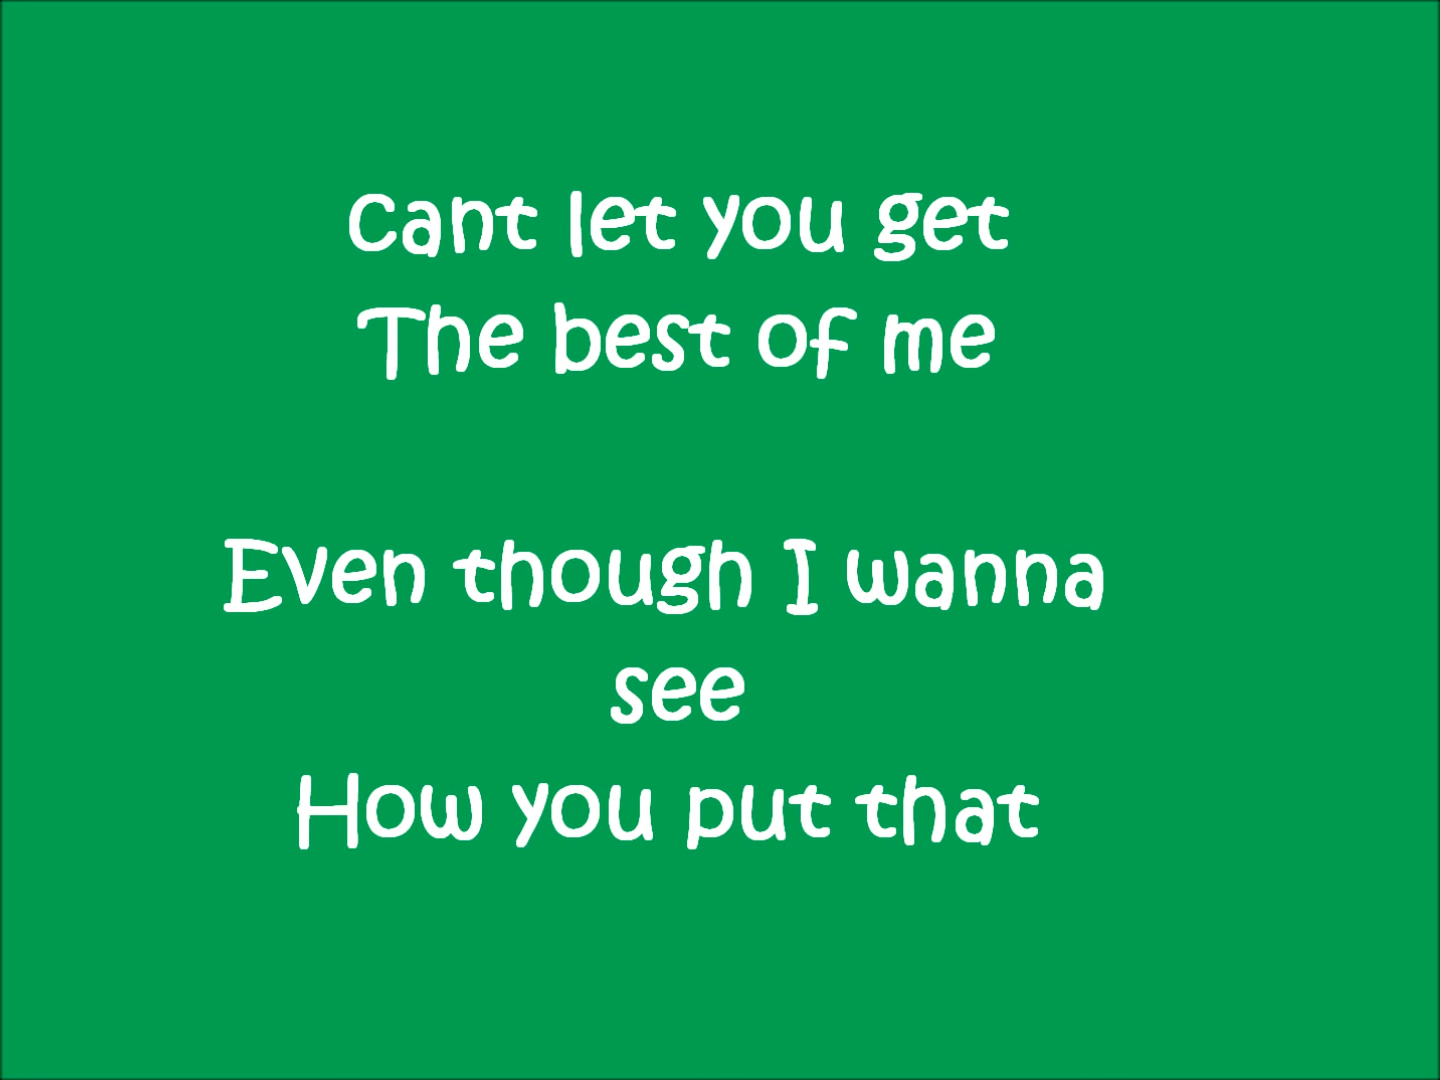 Cant let you get
The best of me
Even though I wanna
see
How you put that